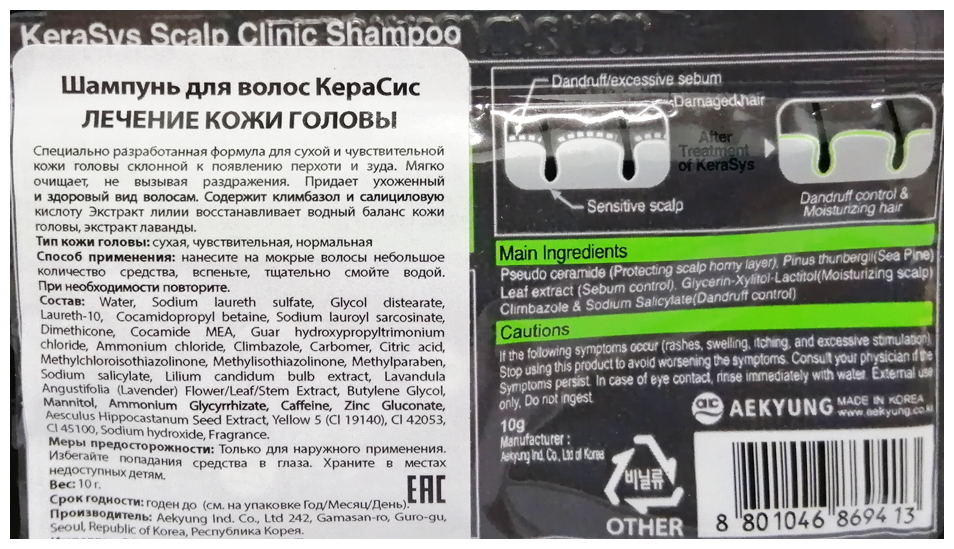 KeraSys Scalp Clinic Shampoo
Шампунь для волос КераСис
ЛЕЧЕНИЕ КОЖИ ГОЛОВЫ
Специально разработанная формула для сухой и чувствительной
кожи головы склонной к появлению перхоти и зуда. Мягко
очищает, не вызывая раздражения. Придает ухоженный
и здоровый вид волосам. Содержит климбазол и салициловую
кислоту Экстракт лилии восстанавливает водный баланс кожи
головы, экстракт лаванды.
Тип кожи головы: сухая, чувствительная, нормальная
Способ применения: нанесите на мокрые волосы небольшое
количество средства, вспеньте, тщательно смойте водой.
При необходимости повторите.
Состав: Water, Sodium laureth sulfate, Glycol distearate,
Laureth-10, Cocamidopropyl betaine, Sodium lauroyl sarcosinate,
Dimethicone, Cocamide MEA, Guar hydroxypropyltrimonium
chloride, Ammonium chloride, Climbazole, Carbomer, Citric acid,
Methylchloroisothiazolinone, Methylisothiazolinone, Methylparaben,
Sodium salicylate, Lilium candidum bulb extract, Lavandula
Angustifolia (Lavender) Flower/Leaf/Stem Extract, Butylene Glycol,
Mannitol, Ammonium Glycyrrhizate, Caffeine, Zinc Gluconate,
Aesculus Hippocastanum Seed Extract, Yellow 5 (CI 19140), CI 42053,
CI 45100, Sodium hydroxide, Fragrance.
Меры предосторожности: Только для наружного применения.
Избегайте попадания средства в глаза. Храните в местах
недоступных детям.
Вес: 10 г.
Срок годности: годен до (см. на упаковке Год/Месяц/День).
EAC
Производитель: Aekyung Ind. Co., Ltd 242, Gamasan-ro, Guro-gu,
Seoul, Republic of Korea, Республика Корея.
Dandruff/excessive sebum
Damaged hair
After
Treatment
of KeraSys
Sensitive scalp
Dandruff control &
Moisturizing hair
Main Ingredients
Pseudo ceramide (Protecting scalp horny layer), Pinus thunbergii(Sea Pine)
Leaf extract (Sebum control), Glycerin-Xylitol-Lactitol(Moisturizing scalp)
Climbazole & Sodium Salicylate(Dandruff control)
Cautions
If the following symptoms occur (rashes, swelling, itching, and excessive stimulation)
Stop using this product to avoid worsening the symptoms. Consult your physician if the
Symptoms persist. In case of eye contact, rinse immediately with water. External use
only, Do not ingest.
10g
Manufacturer :
Aekyung Ind. Co., Ltd of Korea
AEKYUNG MADE IN KOREA
www.aekyung.co.kr
비닐류
OTHER
8 801046 869413